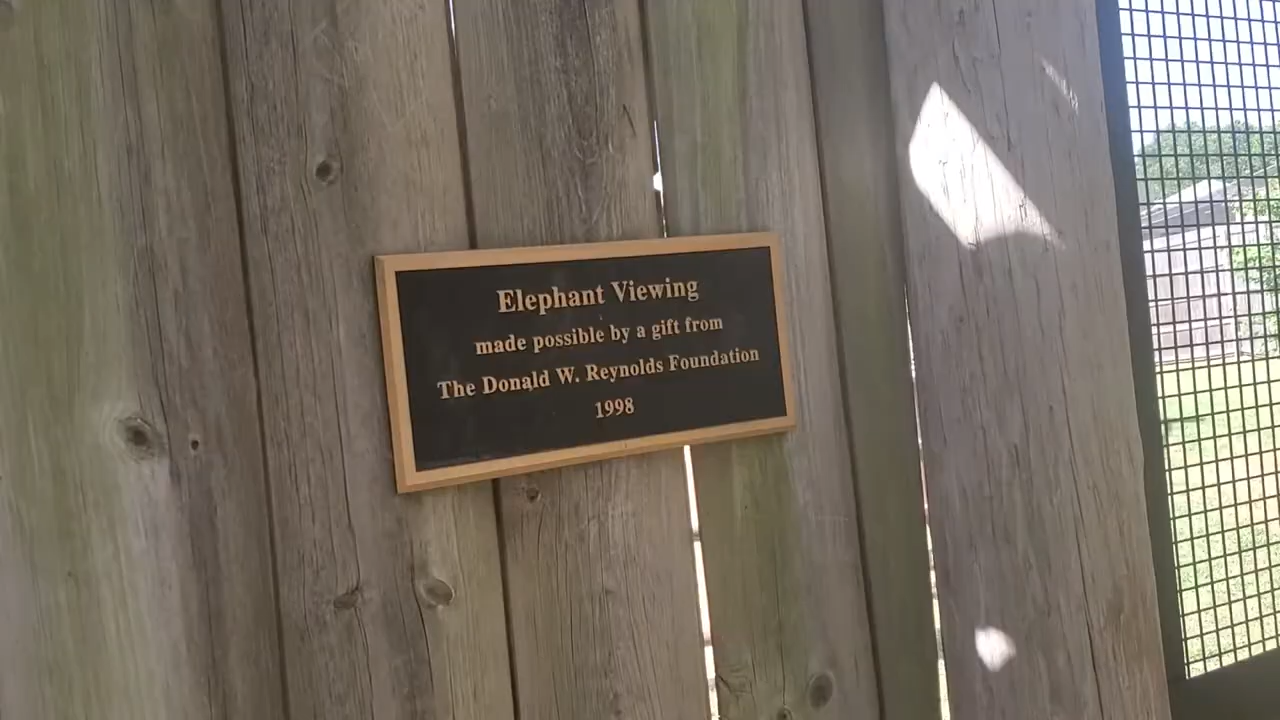 Elephant Viewing
made possible by a gift from
The Donald W. Reynolds Foundation
1998